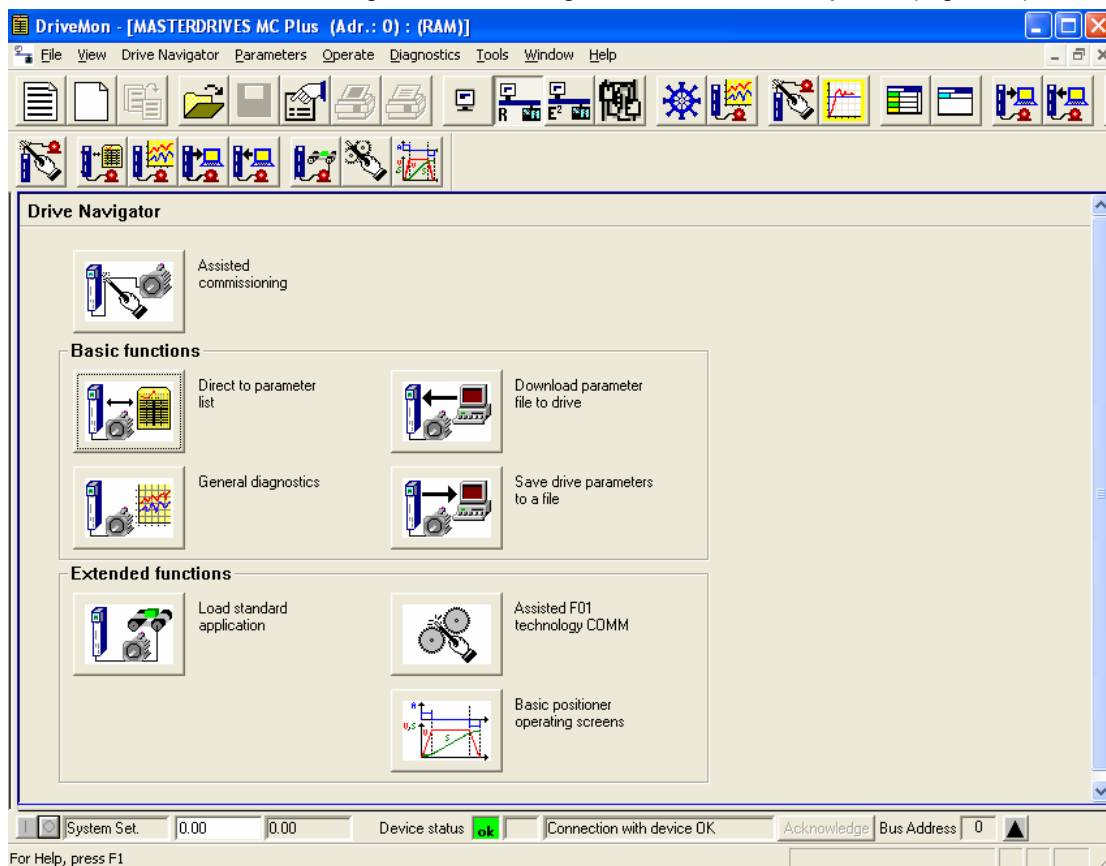 DriveMon - [MASTERDRIVES MC Plus (Adr.: 0) : (RAM)]
File View Drive Navigator Parameters Operate Diagnostics Tools Window Help
R E²
Drive Navigator
Assisted
commissioning
Basic functions
Direct to parameter
list
Download parameter
file to drive
General diagnostics
Save drive parameters
to a file
Extended functions
Load standard
application
Assisted F01
technology COMM
Basic positioner
operating screens
A
U,S
U
S
System Set. 0.00 0.00 Device status ok Connection with device OK Acknowledge Bus Address 0
For Help, press F1